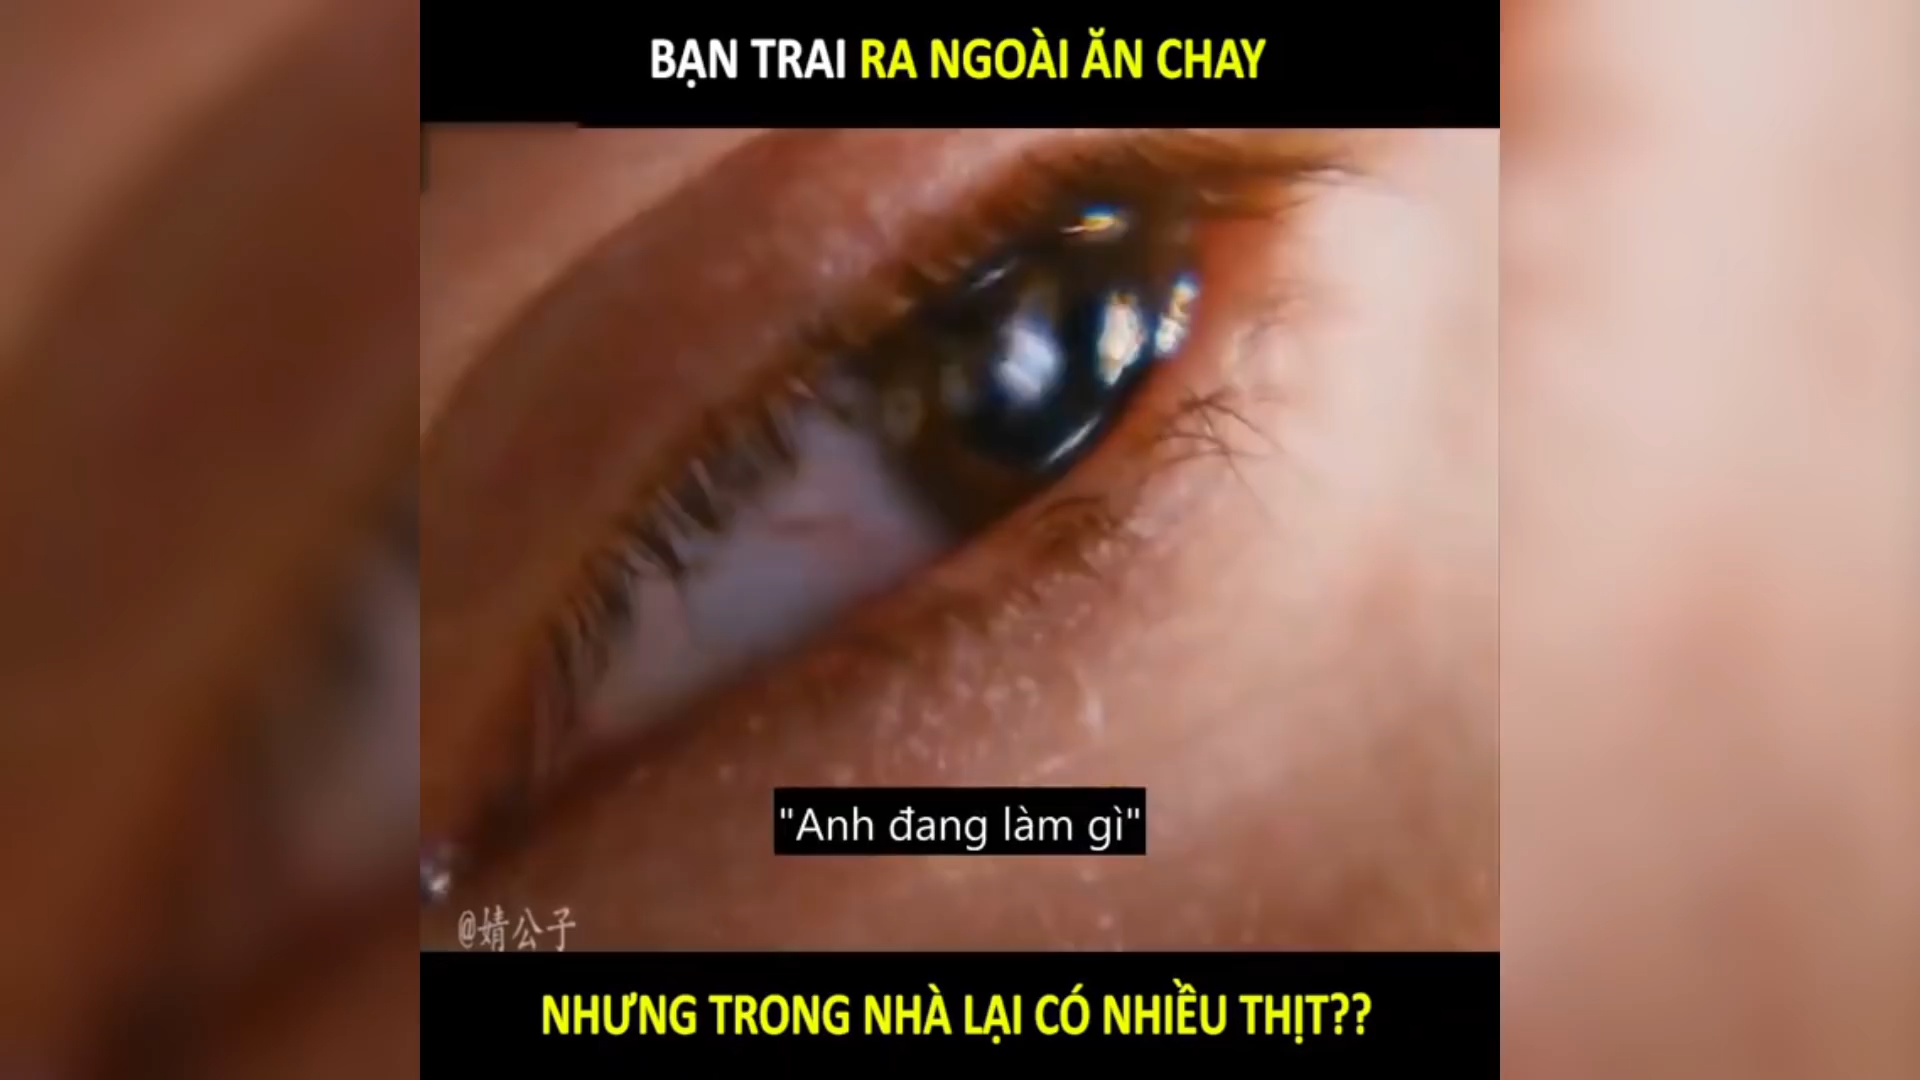 BẠN TRAI RA NGOÀI ĂN CHAY
"Anh đang làm gì"
@婧公子
NHƯNG TRONG NHÀ LẠI CÓ NHIỀU THỊT??